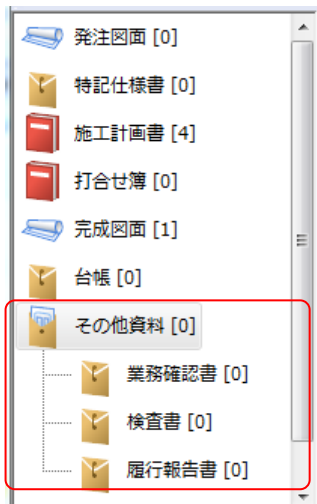 発注図面 [0]
特記仕様書 [0]
施工計画書 [4]
打合せ簿 [0]
完成図面 [1]
台帳 [0]
その他資料 [0]
業務確認書 [0]
検査書 [0]
履行報告書 [0]